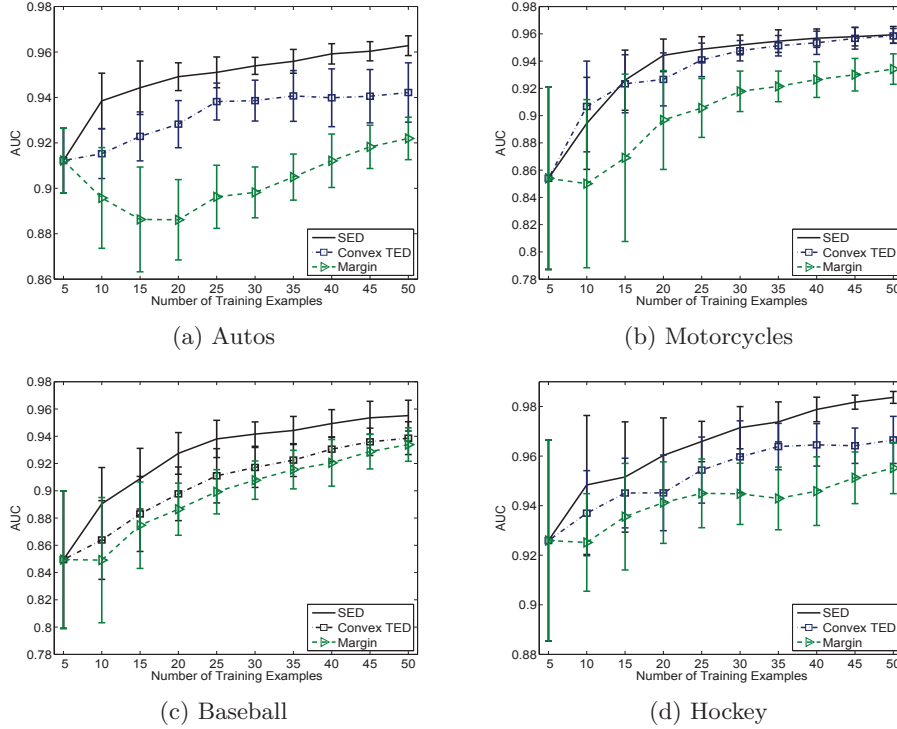 0.98
0.96
0.94
0.92
0.9
0.88
0.86
AUC
5 10 15 20 25 30 35 40 45 50
Number of Training Examples
SED
Convex TED
Margin
(a) Autos
0.98
0.96
0.94
0.92
0.9
0.88
0.86
0.84
0.82
0.8
0.78
AUC
5 10 15 20 25 30 35 40 45 50
Number of Training Examples
SED
Convex TED
Margin
(b) Motorcycles
0.98
0.96
0.94
0.92
0.9
0.88
0.86
0.84
0.82
0.8
0.78
AUC
5 10 15 20 25 30 35 40 45 50
Number of Training Examples
SED
Convex TED
Margin
(c) Baseball
0.98
0.96
0.94
0.92
0.9
0.88
AUC
5 10 15 20 25 30 35 40 45 50
Number of Training Examples
SED
Convex TED
Margin
(d) Hockey